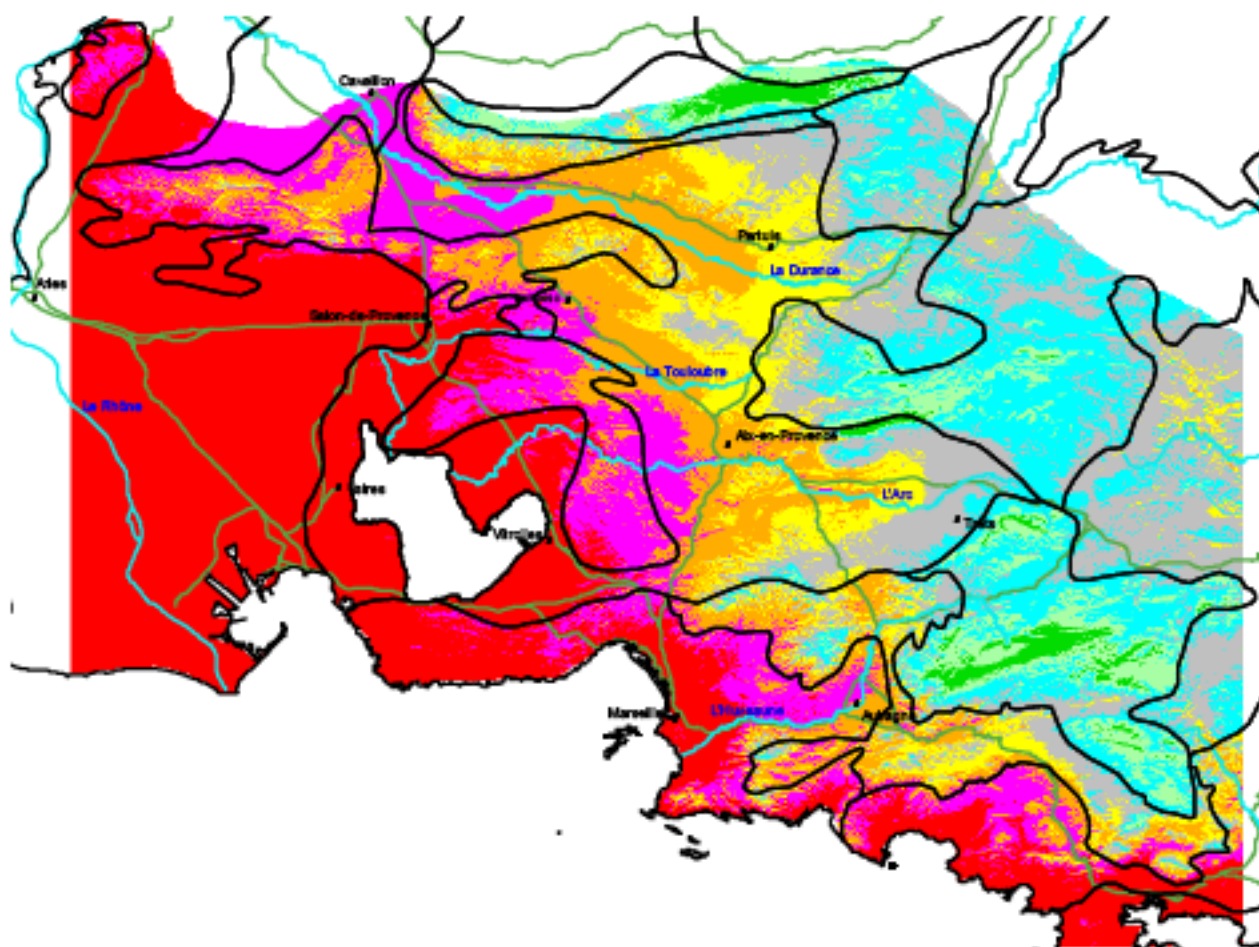 Cavaillon
Pertuis
La Durance
Arles
Salon-de-Provence
La Touloubre
Le Rhône
Aix-en-Provence
L'Arc
Trets
Vitrolles
Marseille
L'Huveaune
Aubagne